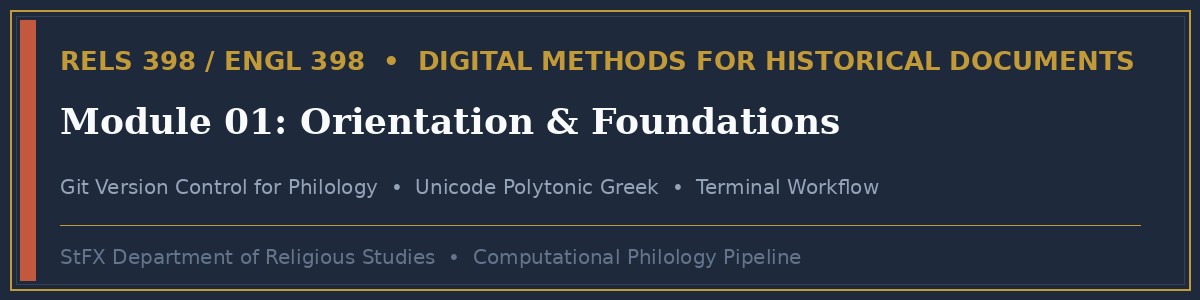 RELS 398 / ENGL 398 • DIGITAL METHODS FOR HISTORICAL DOCUMENTS
Module 01: Orientation & Foundations
Git Version Control for Philology • Unicode Polytonic Greek • Terminal Workflow
StFX Department of Religious Studies • Computational Philology Pipeline